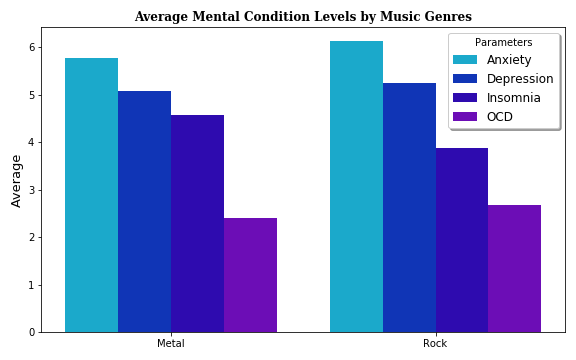 Average Mental Condition Levels by Music Genres
Parameters
Anxiety
Depression
Insomnia
OCD
Average
6
5
4
3
2
1
0
Metal
Rock